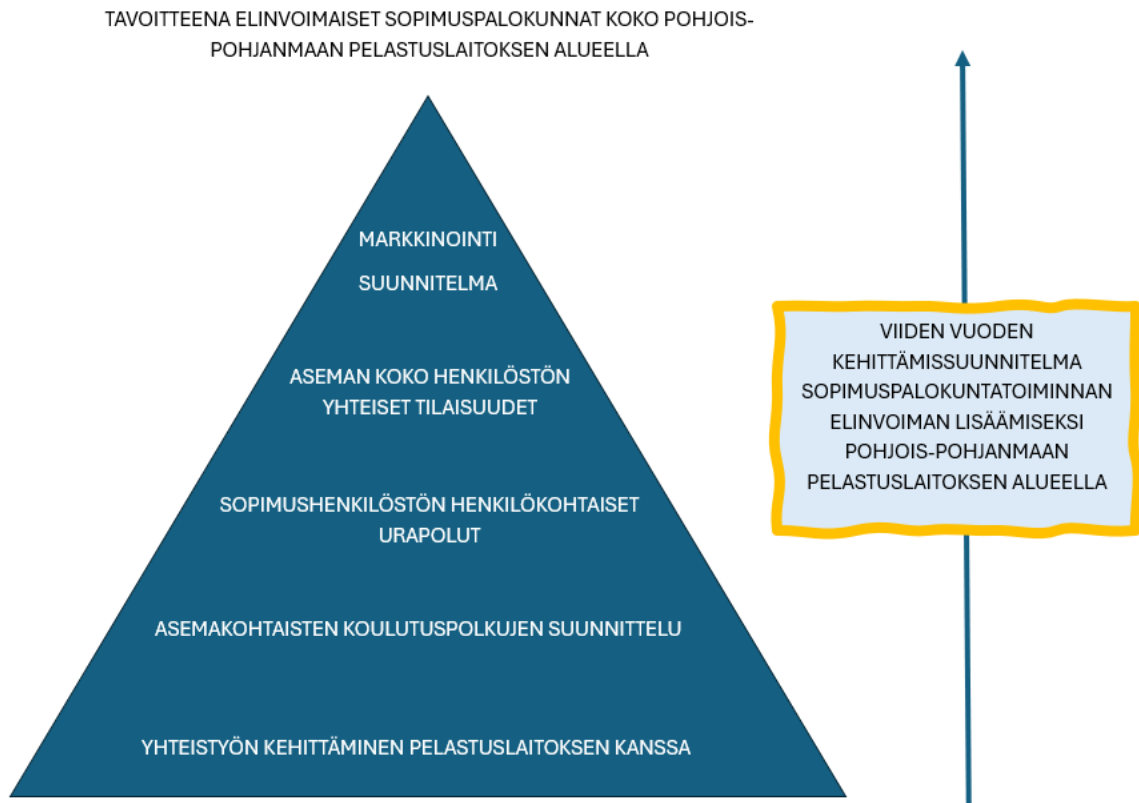 TAVOITTEENA ELINVOIMAISET SOPIMUSPALOKUNNAT KOKO POHJOIS-
POHJANMAAN PELASTUSLAITOKSEN ALUEELLA
MARKKINOINTI
SUUNNITELMA
ASEMAN KOKO HENKILÖSTÖN
YHTEISET TILAISUUDET
SOPIMUSHENKILÖSTÖN HENKILÖKOHTAISET
URAPOLUT
ASEMAKOHTAISTEN KOULUTUSPOLKUJEN SUUNNITTELU
YHTEISTYÖN KEHITTÄMINEN PELASTUSLAITOKSEN KANSSA
VIIDEN VUODEN
KEHITTÄMISSUUNNITELMA
SOPIMUSPALOKUNTATOIMINNAN
ELINVOIMAN LISÄÄMISEKSI
POHJOIS-POHJANMAAN
PELASTUSLAITOKSEN ALUEELLA